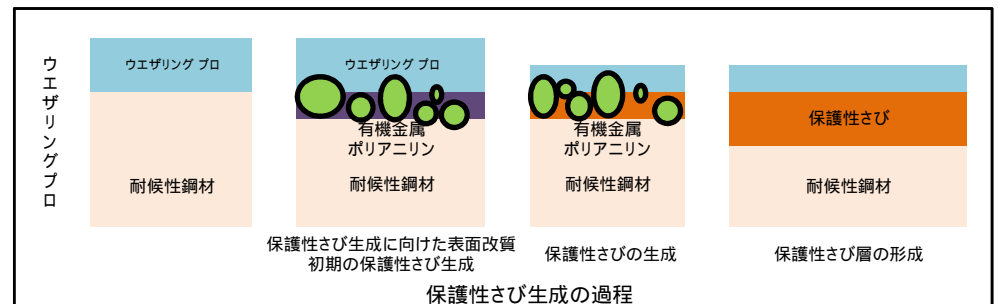 ウエザリングプロ
ウエザリング プロ
耐候性鋼材
ウエザリング プロ
有機金属
ポリアニリン
耐候性鋼材
保護性さび生成に向けた表面改質
初期の保護性さび生成
有機金属
ポリアニリン
耐候性鋼材
保護性さびの生成
保護性さび
耐候性鋼材
保護性さび層の形成
保護性さび生成の過程